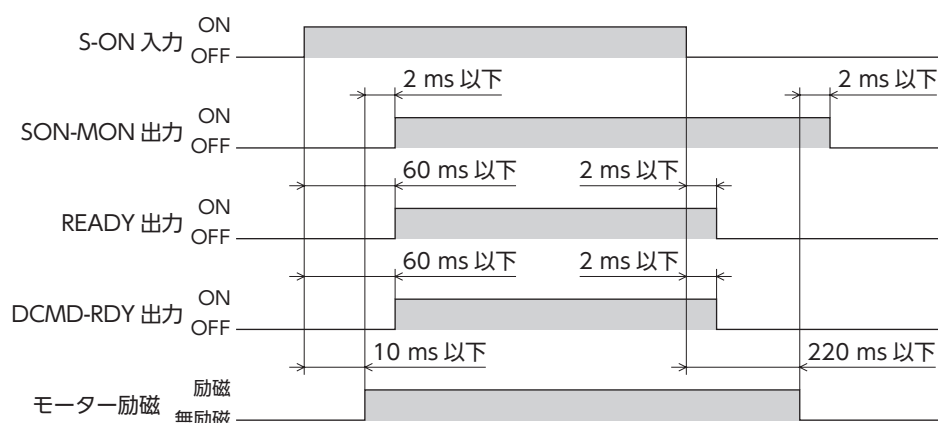 S-ON 入力 ON
OFF
2 ms 以下 2 ms 以下
SON-MON 出力 ON
OFF
60 ms 以下 2 ms 以下
READY 出力 ON
OFF
60 ms 以下 2 ms 以下
DCMD-RDY 出力 ON
OFF
10 ms 以下 220 ms 以下
モーター励磁 励磁
無励磁